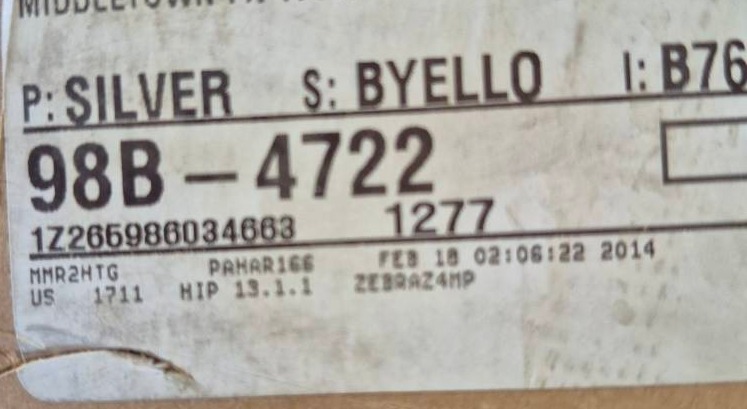 MIDDLETOWN
P: SILVER S: BYELLO I: B76
98B – 4722
1Z266986034663 1277
MMR2HTG PAHAR166 FEB 18 02:06:22 2014
US 1711 HIP 13.1.1 ZEBRAZ4MP